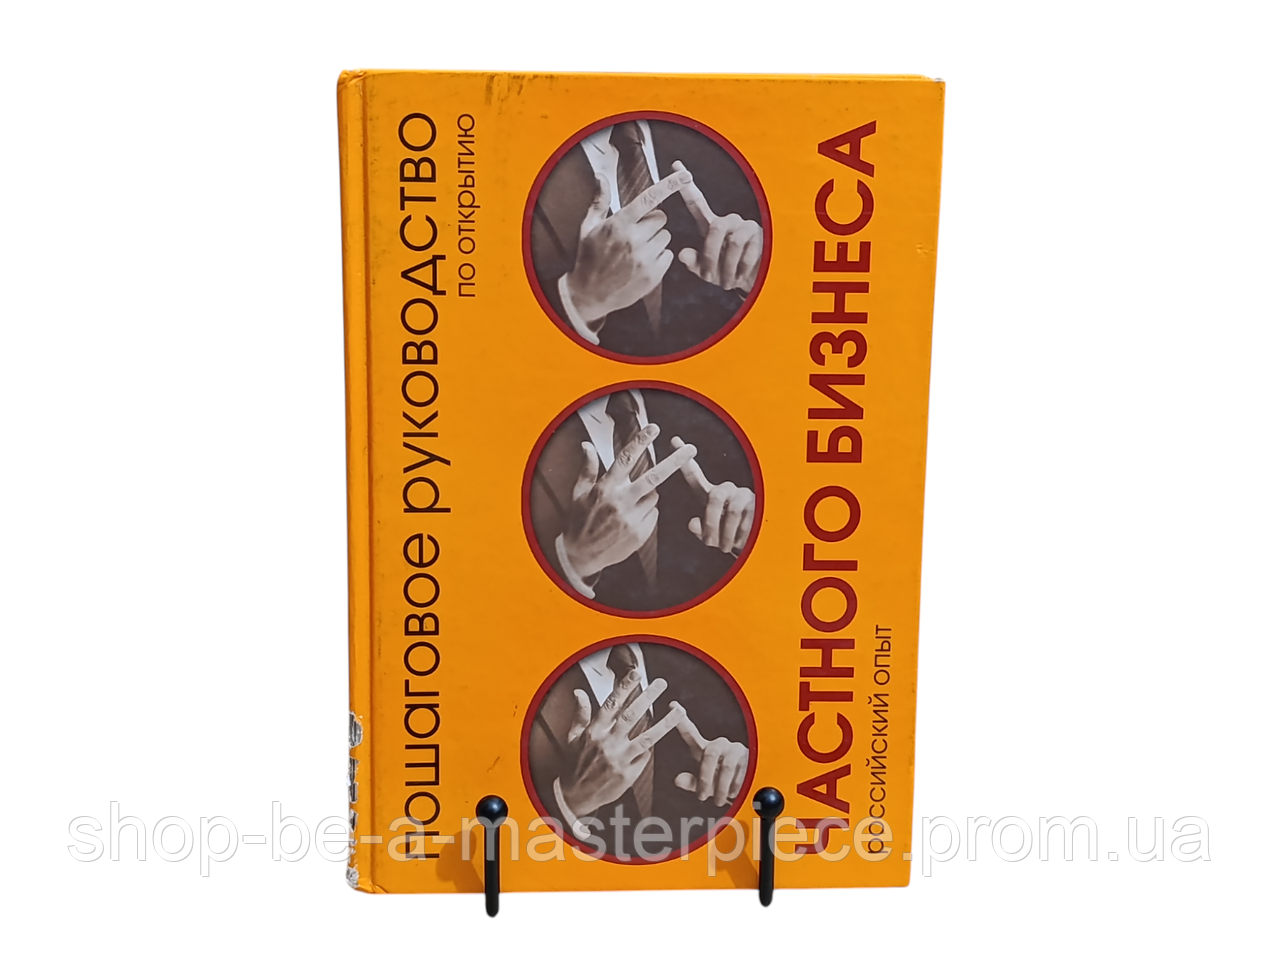 пошаговое руководство
по открытию
ЧАСТНОГО БИЗНЕСА
российский опыт
shop-be-a-masterpiece.prom.ua